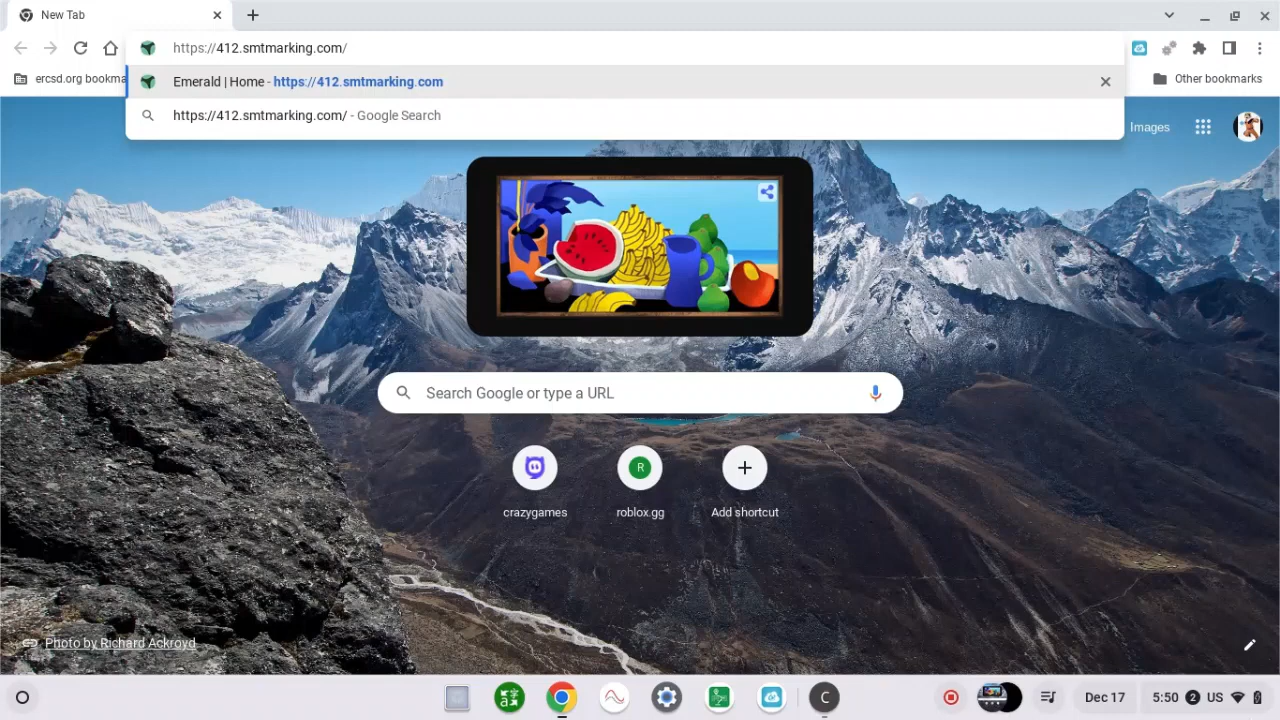 New Tab
https://412.smtmarking.com/
ercsd.org bookma
Other bookmarks
Emerald | Home - https://412.smtmarking.com
https://412.smtmarking.com/ - Google Search
Images
Search Google or type a URL
R
crazygames
roblox.gg
Add shortcut
Photo by Richard Ackroyd
C
Dec 17
5:50
2
US